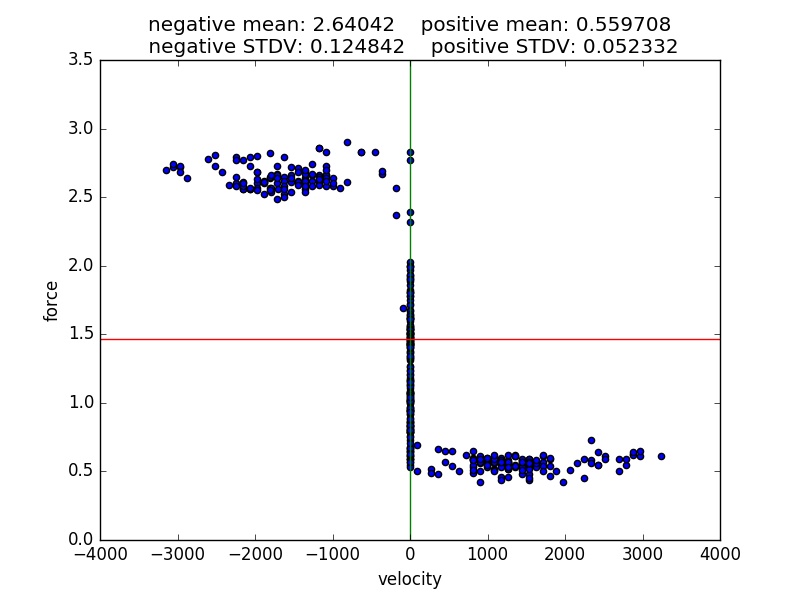 negative mean: 2.64042 positive mean: 0.559708
negative STDV: 0.124842 positive STDV: 0.052332
3.5
3.0
2.5
2.0
1.5
1.0
0.5
0.0
force
−4000 −3000 −2000 −1000 0 1000 2000 3000 4000
velocity